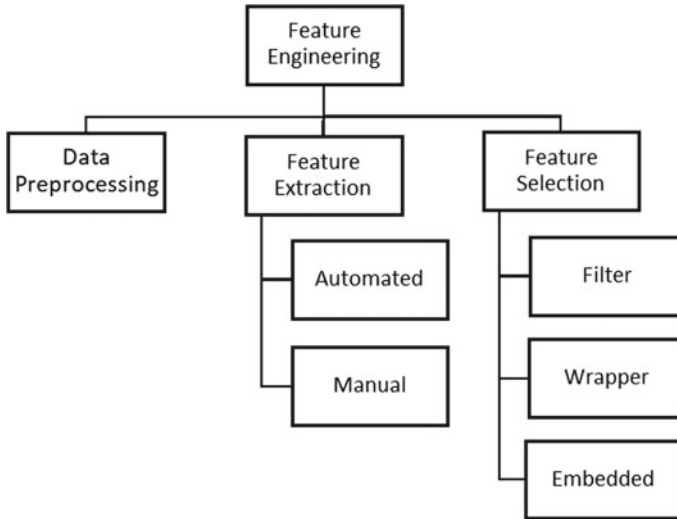 Feature
Engineering
Data
Preprocessing
Feature
Extraction
Feature
Selection
Automated
Manual
Filter
Wrapper
Embedded